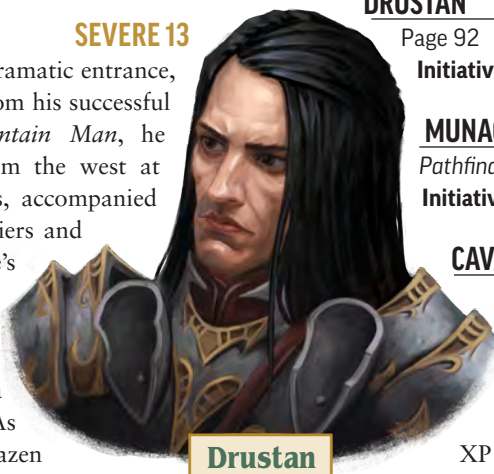 SEVERE 13
ramatic entrance,
om his successful
ntain Man, he
m the west at
s, accompanied
iers and
e's
As
azen
Drustan
DRUSTAN
Page 92
Initiativ
MUNA
Pathfin
Initiativ
CAV
XP